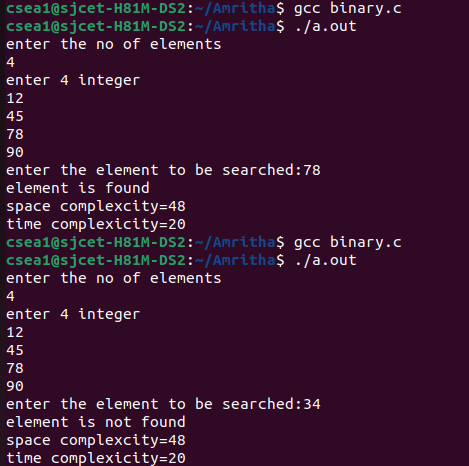 csea1@sjcet-H81M-DS2:~/Amritha$ gcc binary.c
csea1@sjcet-H81M-DS2:~/Amritha$ ./a.out
enter the no of elements
4
enter 4 integer
12
45
78
90
enter the element to be searched:78
element is found
space complexcity=48
time complexicity=20
csea1@sjcet-H81M-DS2:~/Amritha$ gcc binary.c
csea1@sjcet-H81M-DS2:~/Amritha$ ./a.out
enter the no of elements
4
enter 4 integer
12
45
78
90
enter the element to be searched:34
element is not found
space complexcity=48
time complexicity=20